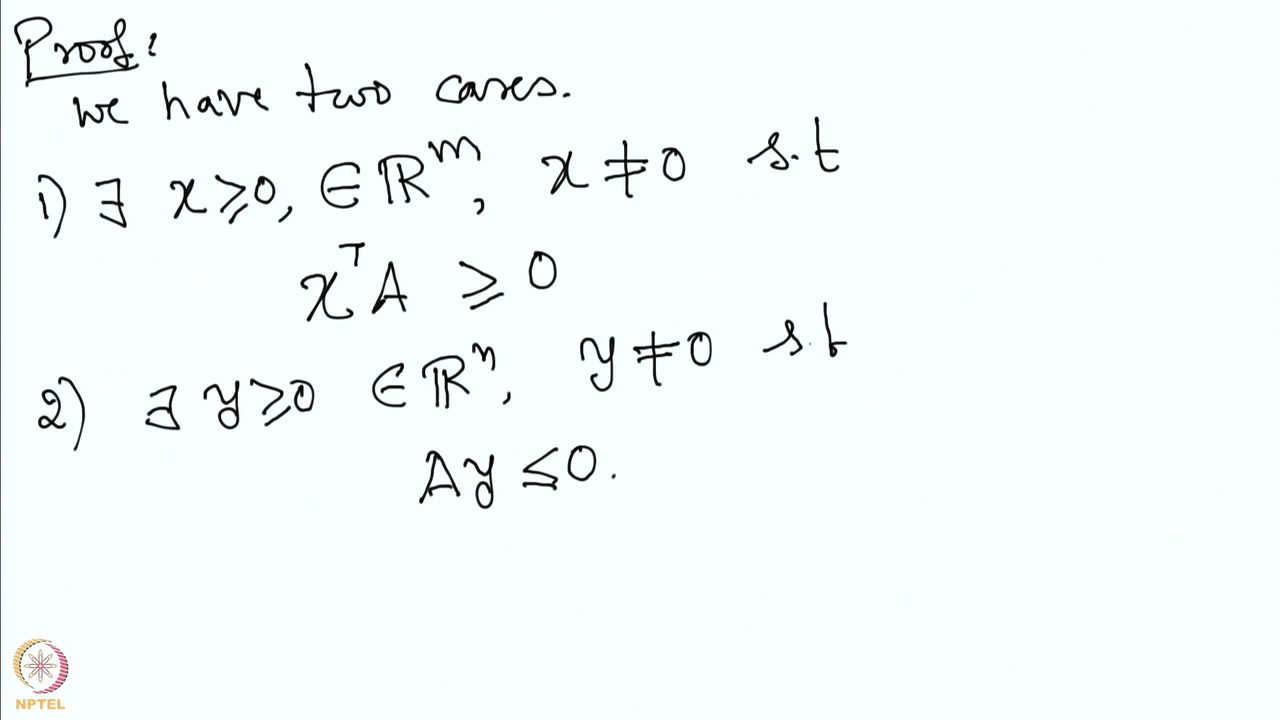 Proof:
we have two cases.
1) ∃ x ≥ 0, ∈ ℝ^m, x ≠ 0 s.t
x^T A ≥ 0
2) ∃ y ≥ 0 ∈ ℝ^n, y ≠ 0 s.t
Ay ≤ 0.
NPTEL